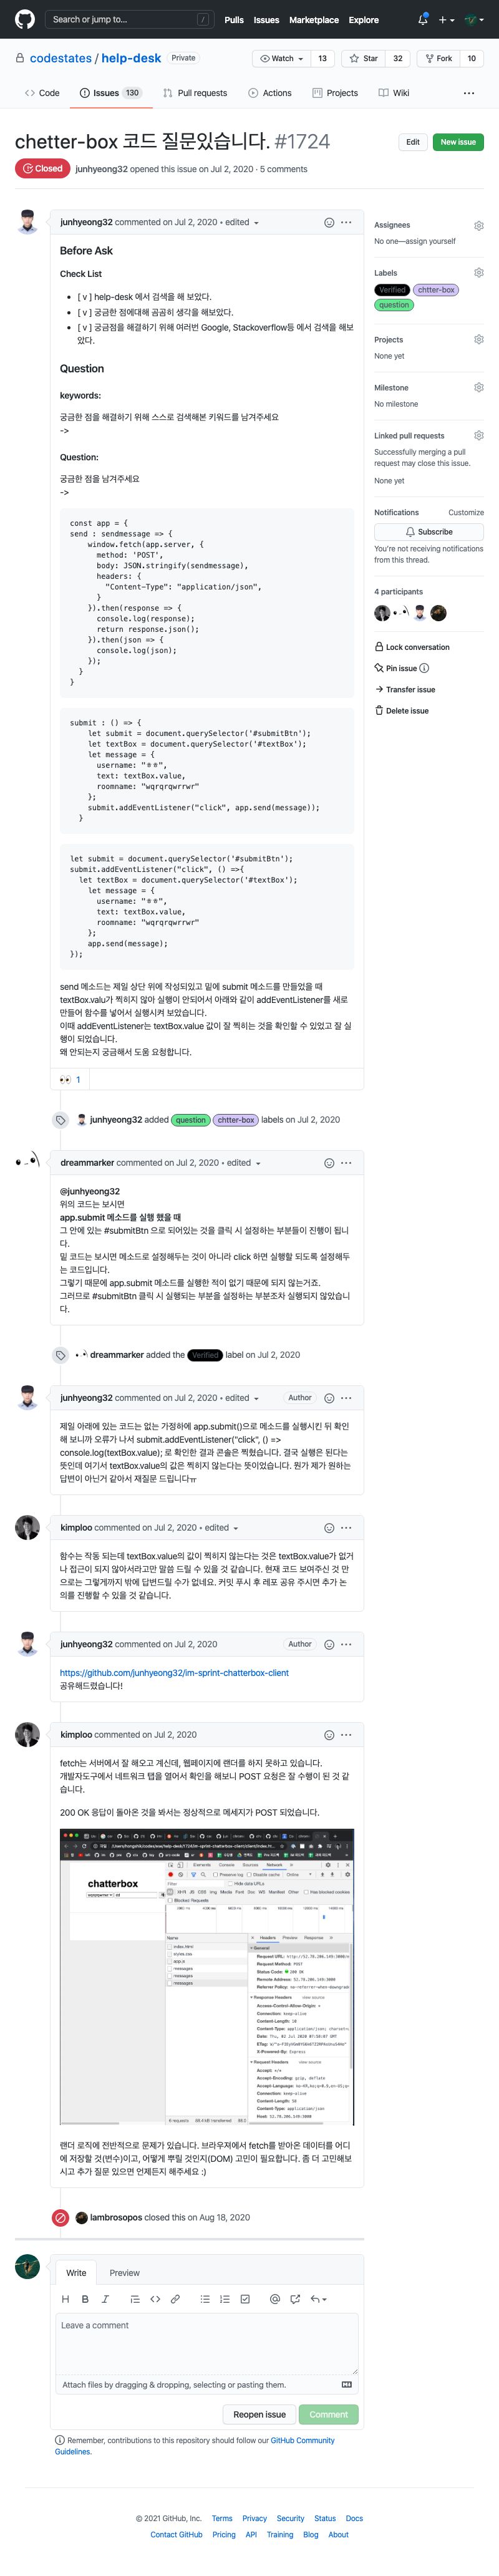 Search or jump to...
/
Pulls
Issues
Marketplace
Explore
codestates / help-desk
Private
Watch
13
Star
32
Fork
10
Code
Issues 130
Pull requests
Actions
Projects
Wiki
chetter-box 코드 질문있습니다. #1724
Edit
New issue
Closed
junhyeong32 opened this issue on Jul 2, 2020 · 5 comments
junhyeong32 commented on Jul 2, 2020 • edited
Before Ask
Check List
• [ v ] help-desk 에서 검색을 해 보았다.
• [ v ] 궁금한 점에대해 곰곰히 생각을 해보았다.
• [ v ] 궁금점을 해결하기 위해 여러번 Google, Stackoverflow등 에서 검색을 해보
았다.
Question
keywords:
궁금한 점을 해결하기 위해 스스로 검색해본 키워드를 남겨주세요
->
Question:
궁금한 점을 남겨주세요
->
const app = {
send : sendmessage => {
window.fetch(app.server, {
method: 'POST',
body: JSON.stringify(sendmessage),
headers: {
"Content-Type": "application/json",
}
}).then(response => {
console.log(response);
return response.json();
}).then(json => {
console.log(json);
});
}
}
submit : () => {
let submit = document.querySelector('#submitBtn');
let textBox = document.querySelector('#textBox');
let message = {
username: "ㅎㅎ",
text: textBox.value,
roomname: "wqrqrqwrrwr"
};
submit.addEventListener("click", app.send(message));
}
let submit = document.querySelector('#submitBtn');
submit.addEventListener("click", () =>{
let textBox = document.querySelector('#textBox');
let message = {
username: "ㅎㅎ",
text: textBox.value,
roomname: "wqrqrqwrrwr"
};
app.send(message);
});
send 메소드는 제일 상단 위에 작성되있고 밑에 submit 메소드를 만들었을 때
textBox.valu가 찍히지 않아 실행이 안되어서 아래와 같이 addEventListener를 새로
만들어 함수를 넣어서 실행시켜 보았습니다.
이때 addEventListener는 textBox.value 값이 잘 찍히는 것을 확인할 수 있었고 잘 실
행이 되었습니다.
왜 안되는지 궁금해서 도움 요청합니다.
1
Assignees
No one—assign yourself
Labels
Verified
chtter-box
question
Projects
None yet
Milestone
No milestone
Linked pull requests
Successfully merging a pull
request may close this issue.
None yet
Notifications
Customize
Subscribe
You're not receiving notifications
from this thread.
4 participants
Lock conversation
Pin issue
Transfer issue
Delete issue
junhyeong32 added question chtter-box labels on Jul 2, 2020
dreammarker commented on Jul 2, 2020 • edited
@junhyeong32
위의 코드는 보시면
app.submit 메소드를 실행 했을 때
그 안에 있는 #submitBtn 으로 되어있는 것을 클릭 시 설정하는 부분들이 진행이 됩니
다.
밑 코드는 보시면 메소드로 설정해두는 것이 아니라 click 하면 실행할 되도록 설정해두
는 코드입니다.
그렇기 때문에 app.submit 메소드를 실행한 적이 없기 때문에 되지 않는거죠.
그러므로 #submitBtn 클릭 시 실행되는 부분을 설정하는 부분조차 실행되지 않았습니
다.
dreammarker added the Verified label on Jul 2, 2020
junhyeong32 commented on Jul 2, 2020 • edited
Author
제일 아래에 있는 코드는 없는 가정하에 app.submit()으로 메소드를 실행시킨 뒤 확인
해 보니까 오류가 나서 submit.addEventListener("click", () =>
console.log(textBox.value); 로 확인한 결과 콘솔은 찍혔습니다. 결국 실행은 된다는
뜻인데 여기서 textBox.value의 값은 찍히지 않는다는 뜻이었습니다. 뭔가 제가 원하는
답변이 아닌거 같아서 재질문 드립니다ㅠ
kimploo commented on Jul 2, 2020 • edited
함수는 작동 되는데 textBox.value의 값이 찍히지 않는다는 것은 textBox.value가 없거
나 접근이 되지 않아서라고만 말씀 드릴 수 있을 것 같습니다. 현재 코드 보여주신 것 만
으로는 그렇게까지 밖에 답변드릴 수가 없네요. 커밋 푸시 후 레포 공유 주시면 추가 논
의를 진행할 수 있을 것 같습니다.
junhyeong32 commented on Jul 2, 2020
Author
https://github.com/junhyeong32/im-sprint-chatterbox-client
공유해드렸습니다!
kimploo commented on Jul 2, 2020
fetch는 서버에서 잘 해오고 계신데, 웹페이지에 랜더를 하지 못하고 있습니다.
개발자도구에서 네트워크 탭을 열어서 확인을 해보니 POST 요청은 잘 수행이 된 것 같
습니다.
200 OK 응답이 돌아온 것을 봐서는 정상적으로 메세지가 POST 되었습니다.
chatterbox
랜더 로직에 전반적으로 문제가 있습니다. 브라우져에서 fetch를 받아온 데이터를 어디
에 저장할 것(변수)이고, 어떻게 뿌릴 것인지(DOM) 고민이 필요합니다. 좀 더 고민해보
시고 추가 질문 있으면 언제든지 해주세요 :)
lambrosopos closed this on Aug 18, 2020
Write
Preview
Leave a comment
Attach files by dragging & dropping, selecting or pasting them.
Reopen issue
Comment
Remember, contributions to this repository should follow our GitHub Community
Guidelines.
© 2021 GitHub, Inc.
Terms
Privacy
Security
Status
Docs
Contact GitHub
Pricing
API
Training
Blog
About